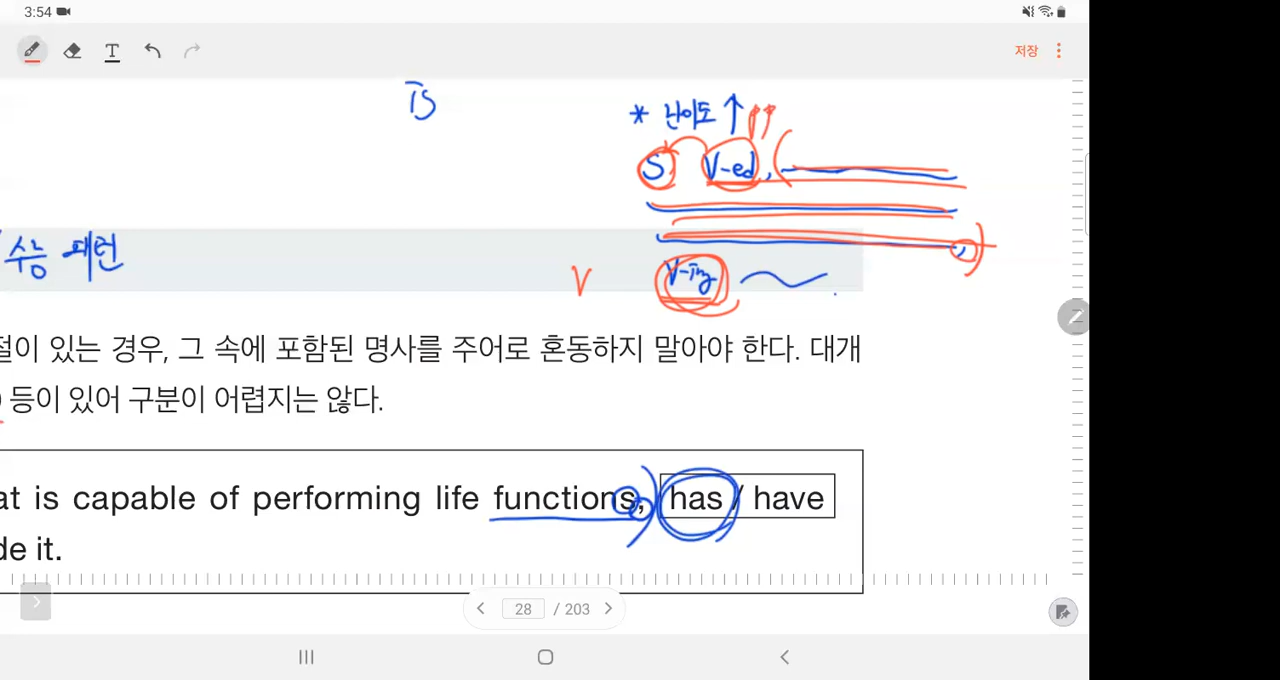 3:54
T
저장
is
* 난이도 ↑
S V-ed,
수능 패턴
V V-ing
절이 있는 경우, 그 속에 포함된 명사를 주어로 혼동하지 말아야 한다. 대개
) 등이 있어 구분이 어렵지는 않다.
at is capable of performing life functions, has / have
de it.
28 / 203